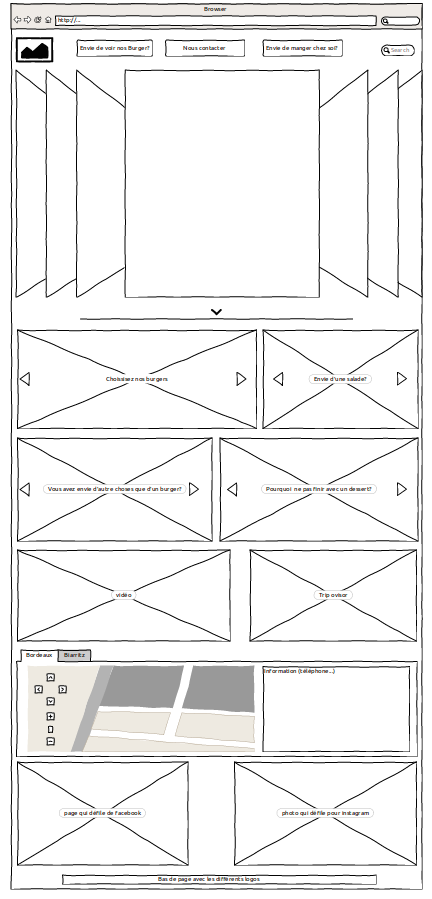 Browser
http://...
Envie de voir nos Burger?
Nous contacter
Envie de manger chez soi?
Search
Choissisez nos burgers
Envie d'une salade?
Vous avez envie d'autre choses que d'un burger?
Pourquoi ne pas finir avec un dessert?
vidéo
Trip ovisor
Bordeaux
Biarritz
Information (téléphone...)
page qui défile de facebook
photo qui défile pour instagram
Bas de page avec les différents logos